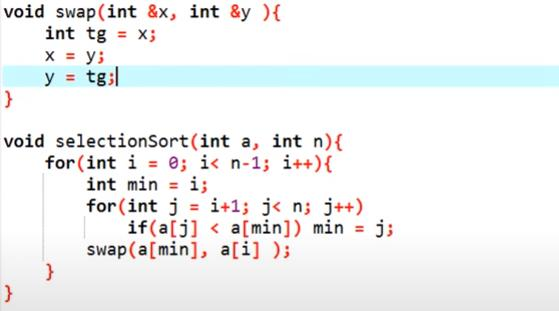 void swap(int &x, int &y ){
    int tg = x;
    x = y;
    y = tg;
}

void selectionSort(int a, int n){
    for(int i = 0; i< n-1; i++){
        int min = i;
        for(int j = i+1; j< n; j++)
            if(a[j] < a[min]) min = j;
        swap(a[min], a[i] );
    }
}